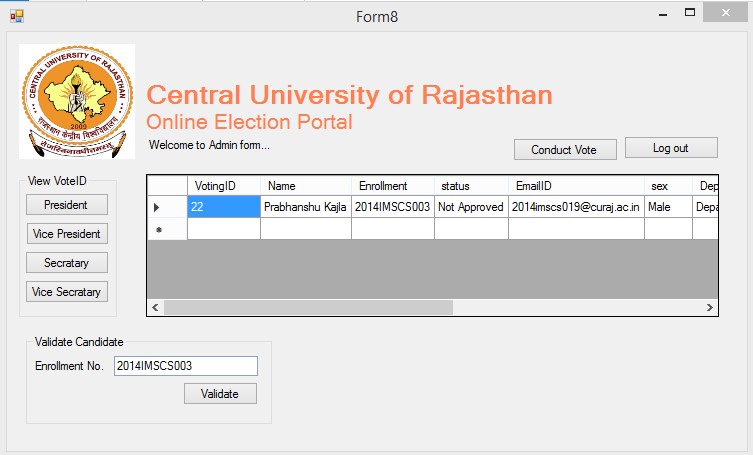 Form8
CENTRAL UNIVERSITY OF RAJASTHAN
2009
राजस्थान केन्द्रीय विश्वविद्यालय
तेजस्विनावधीतमस्तु
Central University of Rajasthan
Online Election Portal
Welcome to Admin form...
Conduct Vote
Log out
View VoteID
President
Vice President
Secratary
Vice Secratary
VotingID Name Enrollment status EmailID sex Dep
22 Prabhanshu Kajla 2014IMSCS003 Not Approved 2014imscs019@curaj.ac.in Male Depa
Validate Candidate
Enrollment No. 2014IMSCS003
Validate